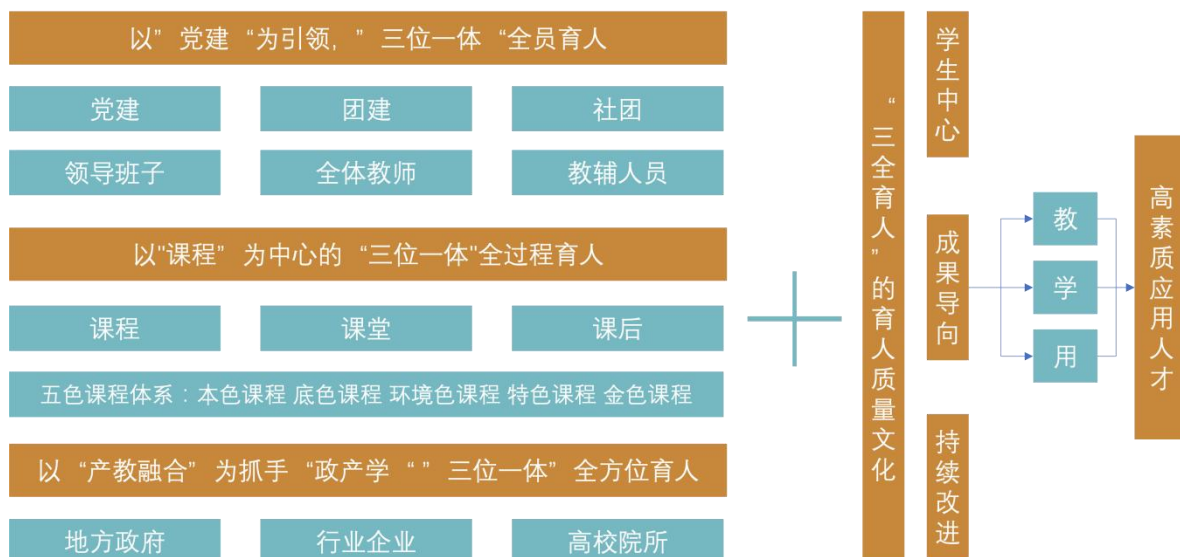 以”党建“为引领，”三位一体“全员育人
党建 团建 社团
领导班子 全体教师 教辅人员
以"课程”为中心的“三位一体"全过程育人
课程 课堂 课后
五色课程体系：本色课程 底色课程 环境色课程 特色课程 金色课程
以“产教融合”为抓手“政产学“”三位一体”全方位育人
地方政府 行业企业 高校院所
“三全育人”的育人质量文化
学生中心
成果导向
持续改进
教
学
用
高素质应用人才